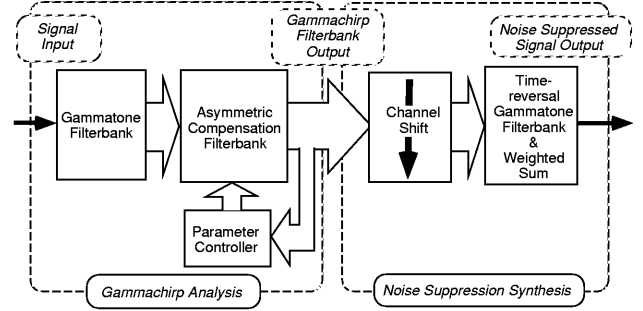 Signal
Input
Gammachirp
Filterbank
Output
Noise Suppressed
Signal Output
Gammatone
Filterbank
Asymmetric
Compensation
Filterbank
Channel
Shift
Time-
reversal
Gammatone
Filterbank
&
Weighted
Sum
Parameter
Controller
Gammachirp Analysis
Noise Suppression Synthesis